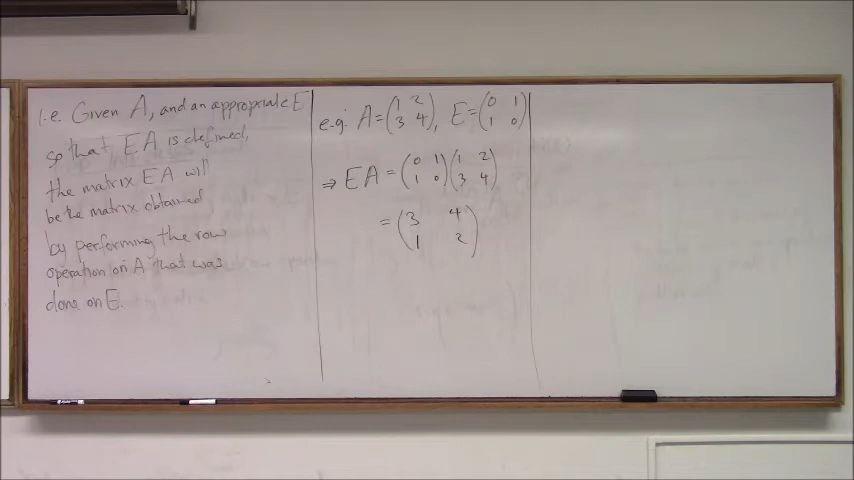 i.e. Given A, and an appropriate E
so that EA is defined,
the matrix EA will
be the matrix obtained
by performing the row
operation on A that was
done on E.
e.g. A = (1 2
3 4), E = (0 1
1 0)
⇒ EA = (0 1
1 0)(1 2
3 4)
= (3 4
1 2)